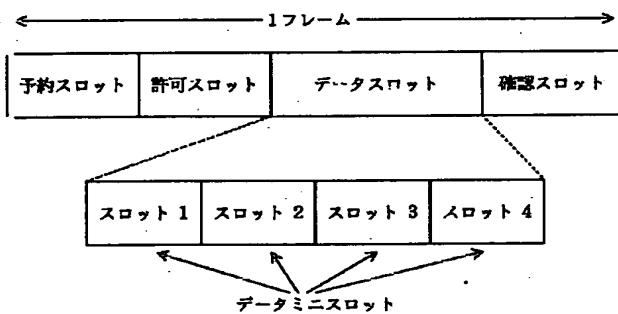 1フレーム
予約スロット 許可スロット データスロット 確認スロット
スロット 1 スロット 2 スロット 3 スロット 4
データミニスロット